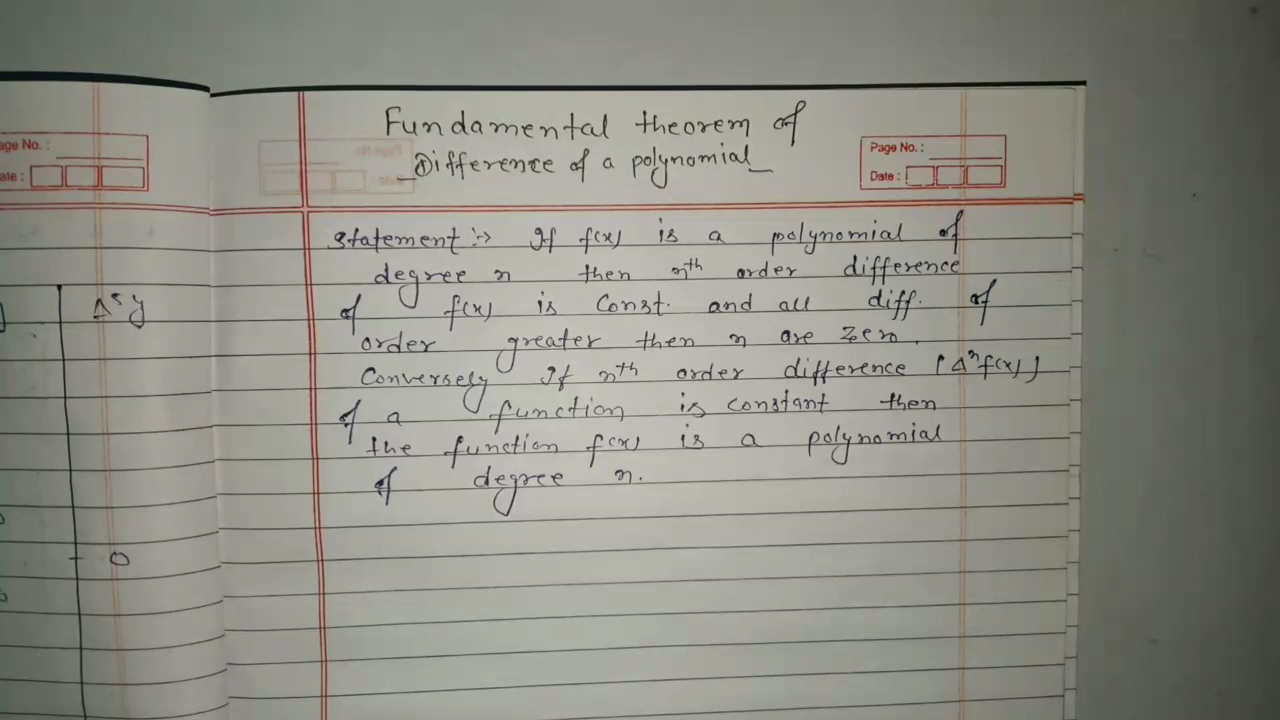 Fundamental theorem of
Difference of a polynomial
Page No. :
Date :
age No. :
ate :
Statement :-> If f(x) is a polynomial of
degree n then nth order difference
of f(x) is Const. and all diff. of
order greater then n are Zero.
Conversely If nth order difference [Δⁿf(x)]
of a function is constant then
the function f(x) is a polynomial
of degree n.
Δ⁵y
0